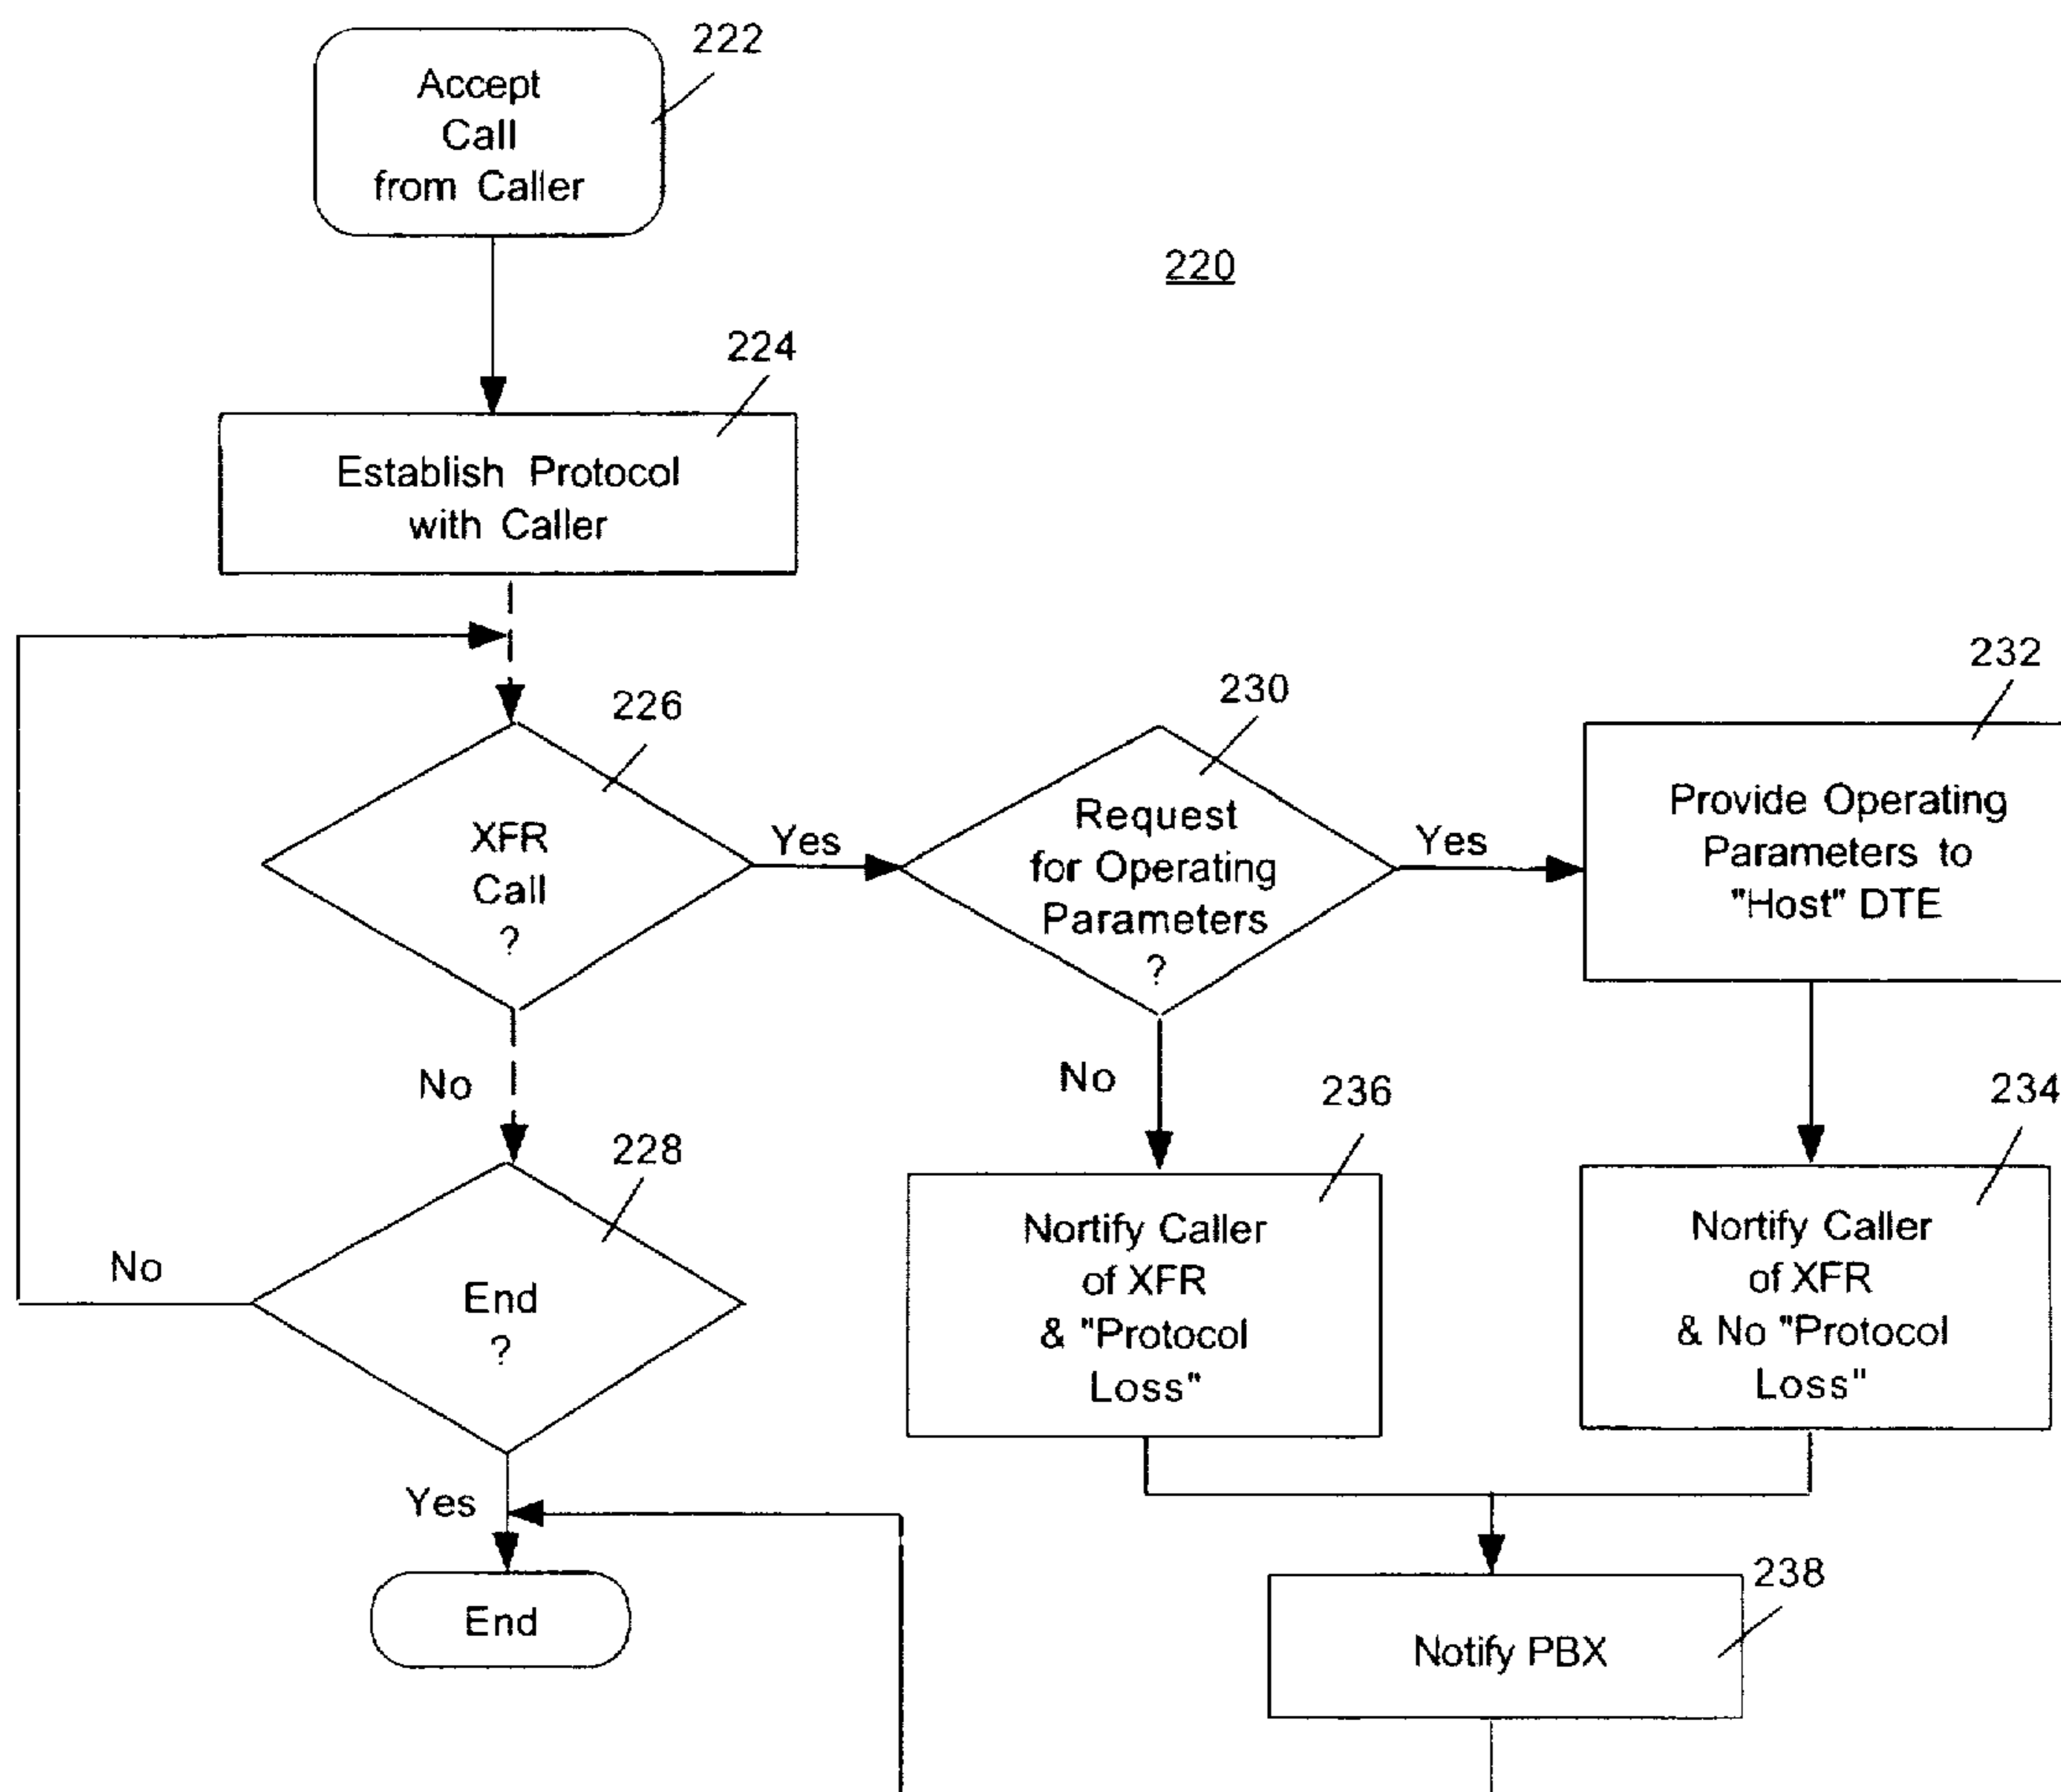 222
Accept
Call
from Caller
220
224
Establish Protocol
with Caller
226
XFR
Call
?
Yes
230
Request
for Operating
Parameters
?
Yes
232
Provide Operating
Parameters to
"Host" DTE
No
228
End
?
No
Yes
End
No
236
Nortify Caller
of XFR
& "Protocol
Loss"
234
Nortify Caller
of XFR
& No "Protocol
Loss"
238
Notify PBX